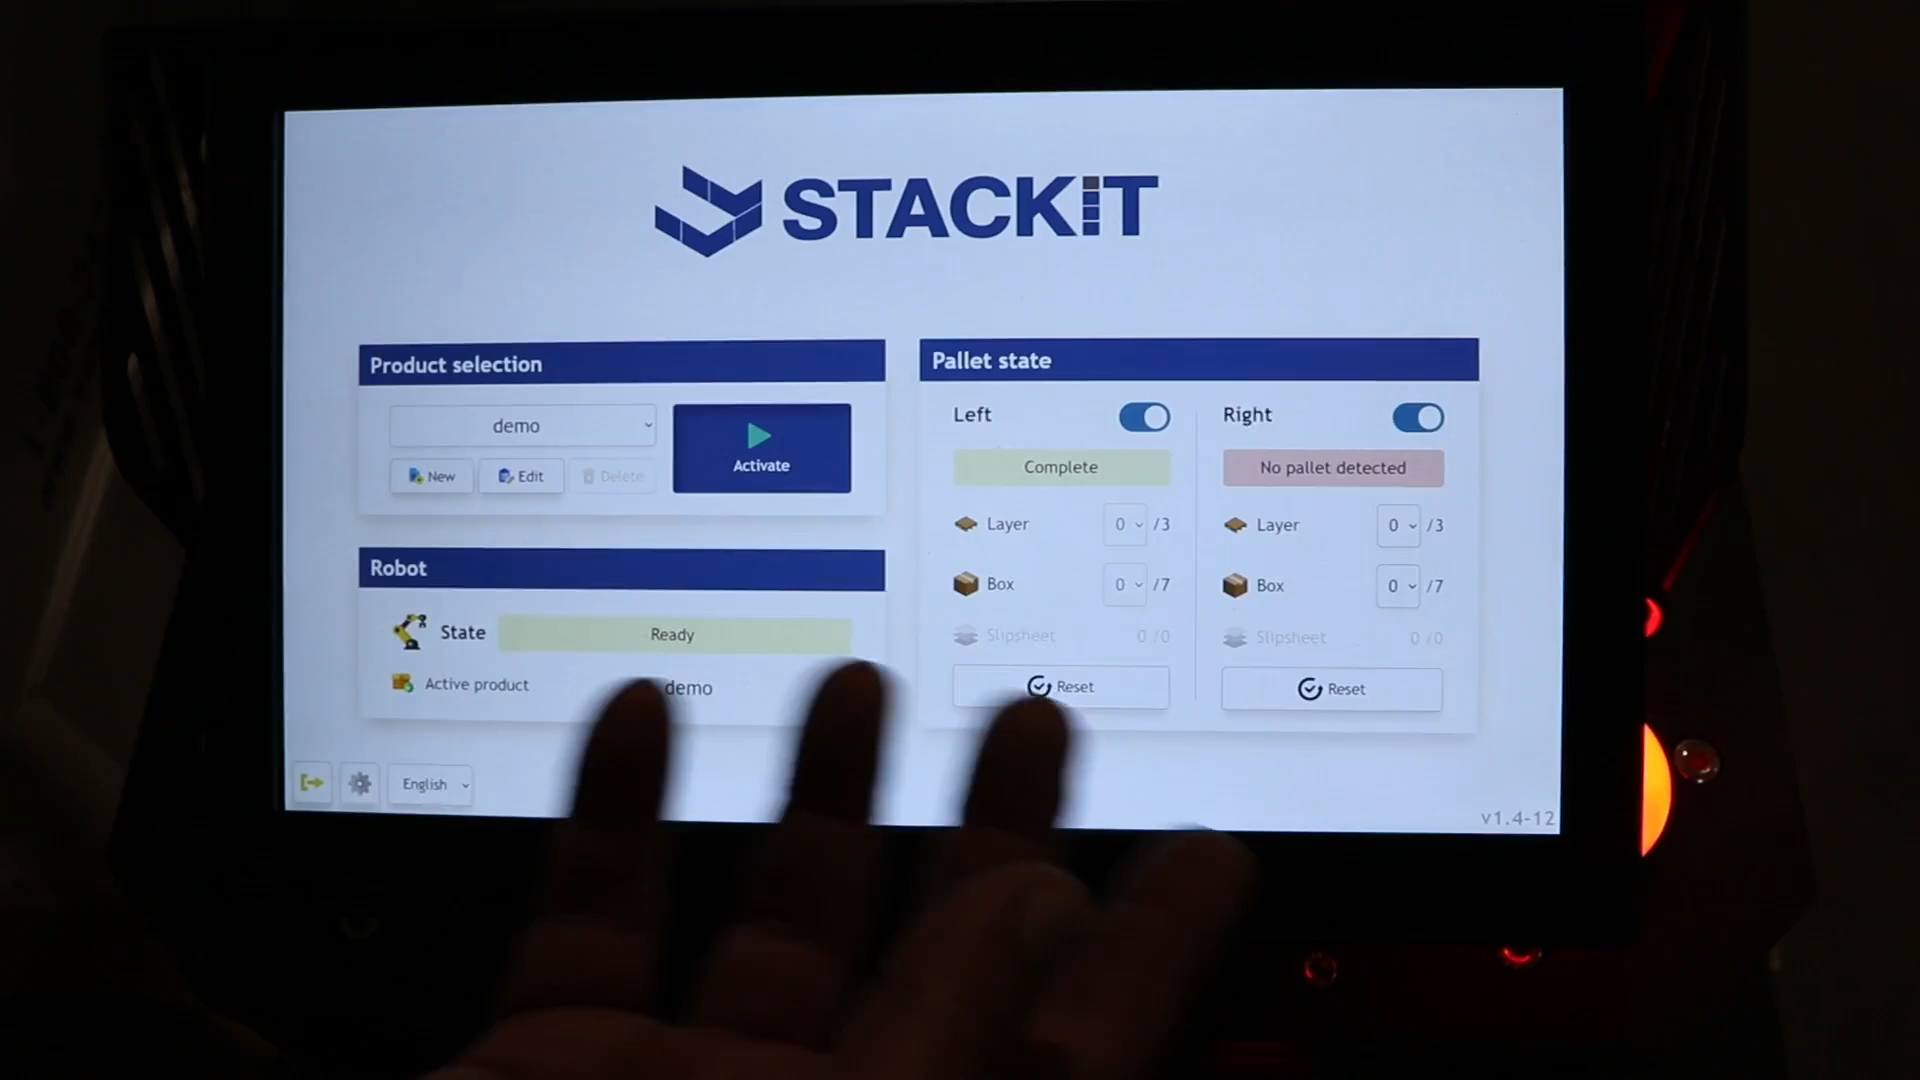 STACKiT
Product selection
demo
New
Edit
Delete
Activate
Robot
State
Ready
Active product
demo
Pallet state
Left
Complete
Layer
0 /3
Box
0 /7
Slipsheet
0 /0
Reset
Right
No pallet detected
Layer
0 /3
Box
0 /7
Slipsheet
0 /0
Reset
English
v1.4-12